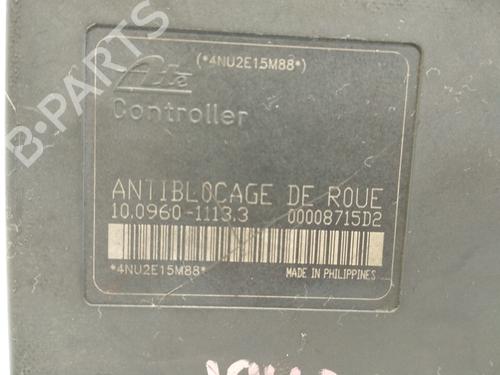 (*4NU2E15M88*)
Ate
Controller
ANTIBLOCAGE DE ROUE
10.0960-1113.3 00008715D2
*4NU2E15M88*
MADE IN PHILIPPINES
B-PARTS